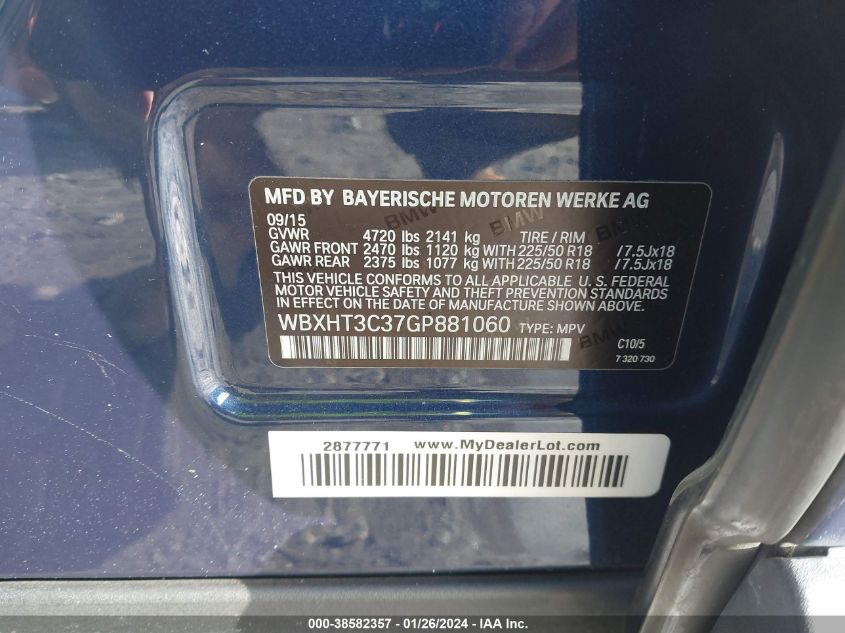 MFD BY BAYERISCHE MOTOREN WERKE AG
09/15
GVWR 4720 lbs 2141 kg TIRE / RIM
GAWR FRONT 2470 lbs 1120 kg WITH 225/50 R18 /7.5Jx18
GAWR REAR 2375 lbs 1077 kg WITH 225/50 R18 /7.5Jx18
THIS VEHICLE CONFORMS TO ALL APPLICABLE U. S. FEDERAL
MOTOR VEHICLE SAFETY AND THEFT PREVENTION
STANDARDS IN EFFECT ON DATE OF MANUFACTURE SHOWN ABOVE.
WBXHT3C37GP881060 TYPE: MPV
C10/5
7 320 730
BMW BMW BMW BMW
2877771 www.MyDealerLot.com
000-38582357 - 01/26/2024 - IAA Inc.